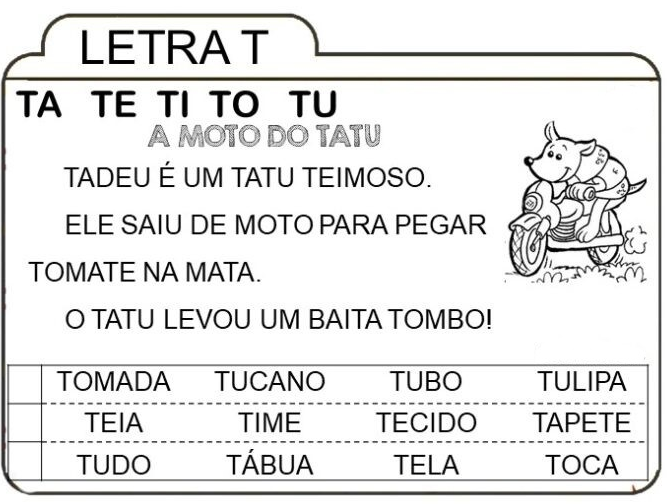 LETRA T
TA TE TI TO TU
A MOTO DO TATU
TADEU É UM TATU TEIMOSO.
ELE SAIU DE MOTO PARA PEGAR
TOMATE NA MATA.
O TATU LEVOU UM BAITA TOMBO!
TOMADA TUCANO TUBO TULIPA
TEIA TIME TECIDO TAPETE
TUDO TÁBUA TELA TOCA